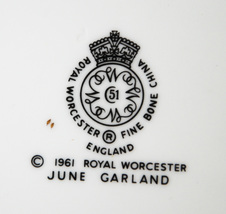 ROYAL WORCESTER ® FINE BONE CHINA
51
ENGLAND
© 1961 ROYAL WORCESTER
JUNE GARLAND